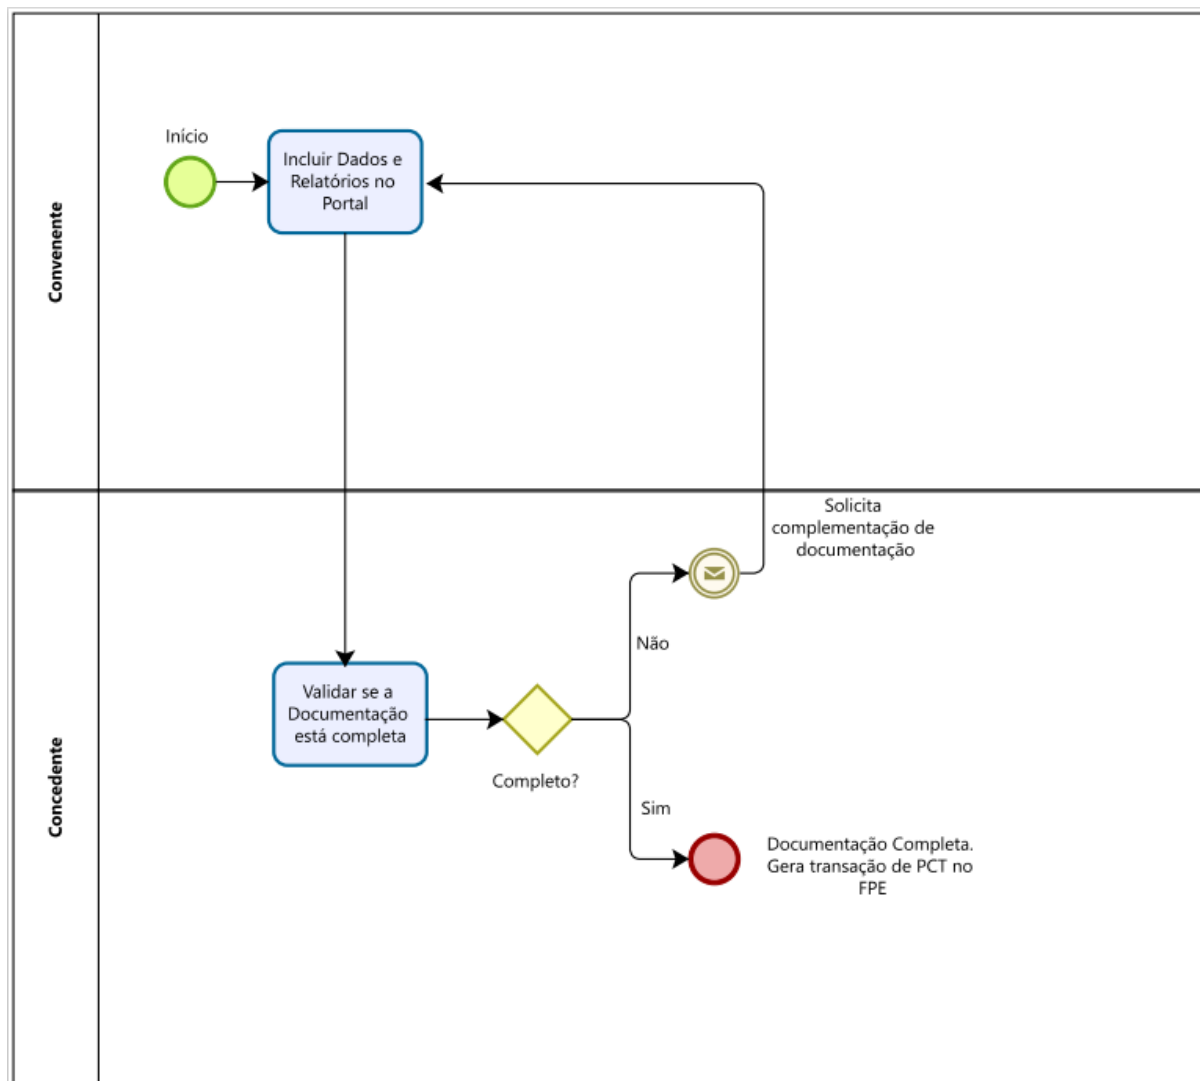 Convenente
Início
Incluir Dados e
Relatórios no
Portal
Concedente
Solicita
complementação de
documentação
Não
Validar se a
Documentação
está completa
Completo?
Sim
Documentação Completa.
Gera transação de PCT no
FPE